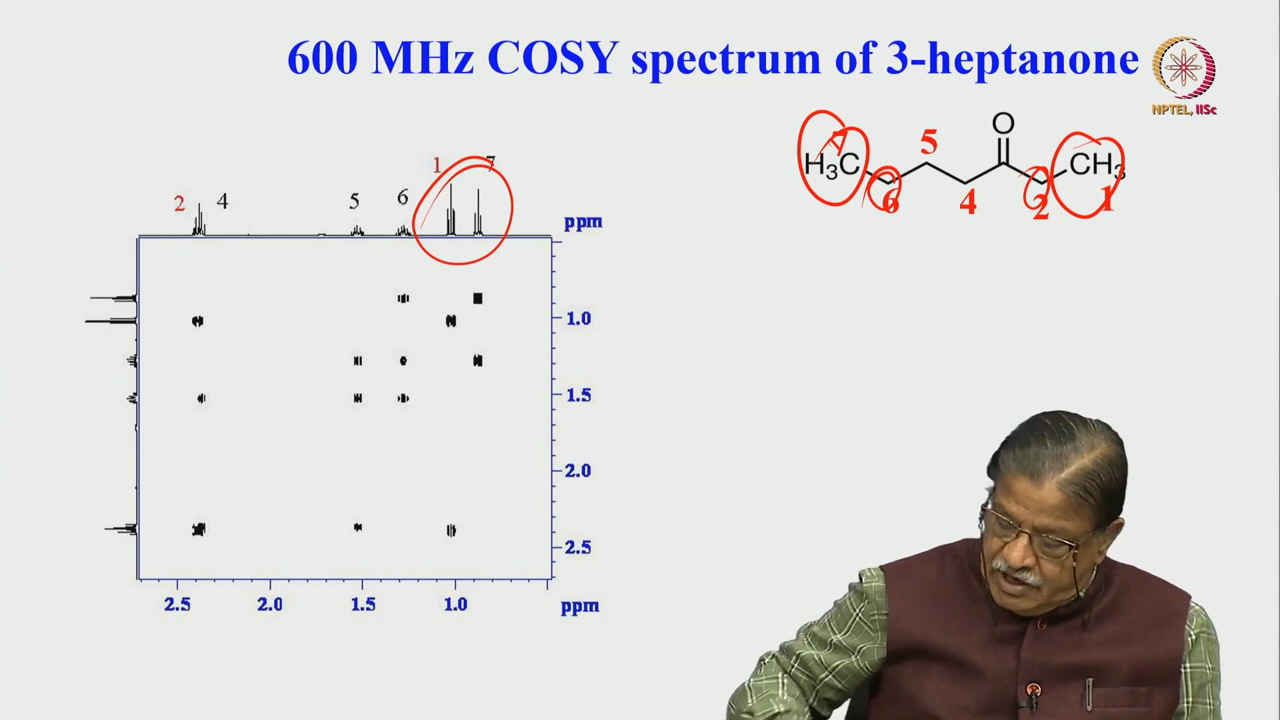 600 MHz COSY spectrum of 3-heptanone
NPTEL, IISc
O
H₃C
CH₃
7
5
6
4
2
1
2
4
5
6
1
7
ppm
1.0
1.5
2.0
2.5
2.5
2.0
1.5
1.0
ppm